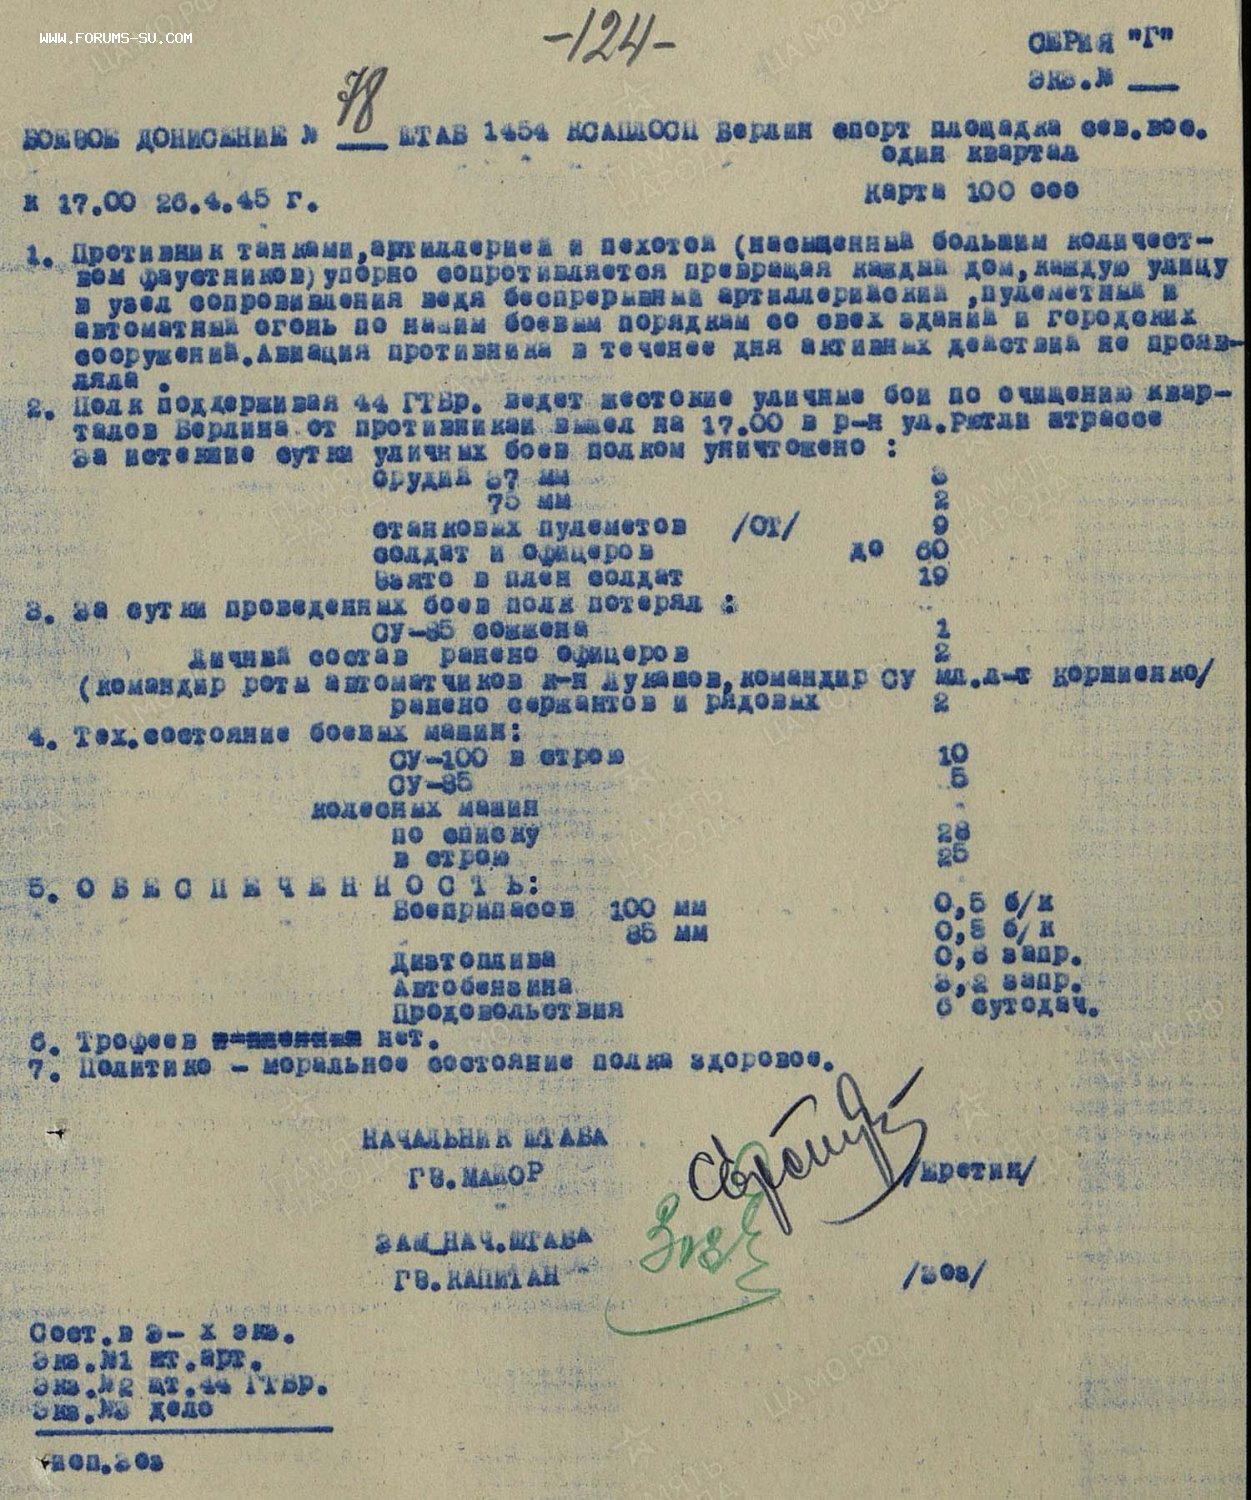 WWW.FORUMS-SU.COM
-124-
СЕРИЯ "Г"
экз.№ ___
БОЕВОЕ ДОНИСЕНИЕ № 78 ШТАБ 1454 КСАПМОСП Берлин спорт площадка сев.вос.
один квартал
к 17.00 26.4.45 г.
карта 100 000
1. Противник танками,артиллерией и пехотой (насыщенный большим количест-
вом фаустников)упорно сопротивляется превращая каждый дом,каждую улицу
в узел сопровивления ведя беспрерывный артиллерийский ,пулеметный и
автоматный огонь по нашим боевым порядкам со свех зданий и городских
сооружений.Авиация противника в течение дня активных действий не прояв-
ляла .
2. Полк поддерживая 44 ГТБр. ведет жестокие уличные бои по очищению квар-
талов Берлина от противникаи вышел на 17.00 в р-н ул.Рютли штрассе
За истекшие сутки уличных боев полком уничтожено :
Орудий 37 мм 3
75 мм 2
станковых пулеметов /ОТ/ 9
солдат и офицеров до 60
Взято в плен солдат 19
3. За сутки проведенных боев полк потерял :
СУ-85 сожжена 1
Личный состав ранено офицеров 2
(командир роты автоматчиков к-н Лукашов,командир СУ мл.л-т Корниенко/
ранено сержантов и рядовых 2
4. Тех.состояние боевых машин:
СУ-100 в строю 10
СУ-85 5
колесных машин
по списку 28
в строю 25
5. О Б Е С П Е Ч Е Н Н О С Т Ь:
Боеприпасов 100 мм 0,5 б/к
85 мм 0,8 б/к
Дизтоплива 0,8 запр.
Автобензина 3,2 запр.
Продовольствия 6 сутодач.
6. Трофеев нет.
7. Политико - моральное состояние полка здоровое.
НАЧАЛЬНИК ШТАБА
ГВ.МАЙОР /Еретик/
ЗАМ.НАЧ.ШТАБА
ГВ.КАПИТАН /Зоз/
Сост.в 3- х экз.
Экз.№1 шт.арт.
Экз.№2 шт.44 ГТБр.
Экз.№3 дело
исп.Зоз